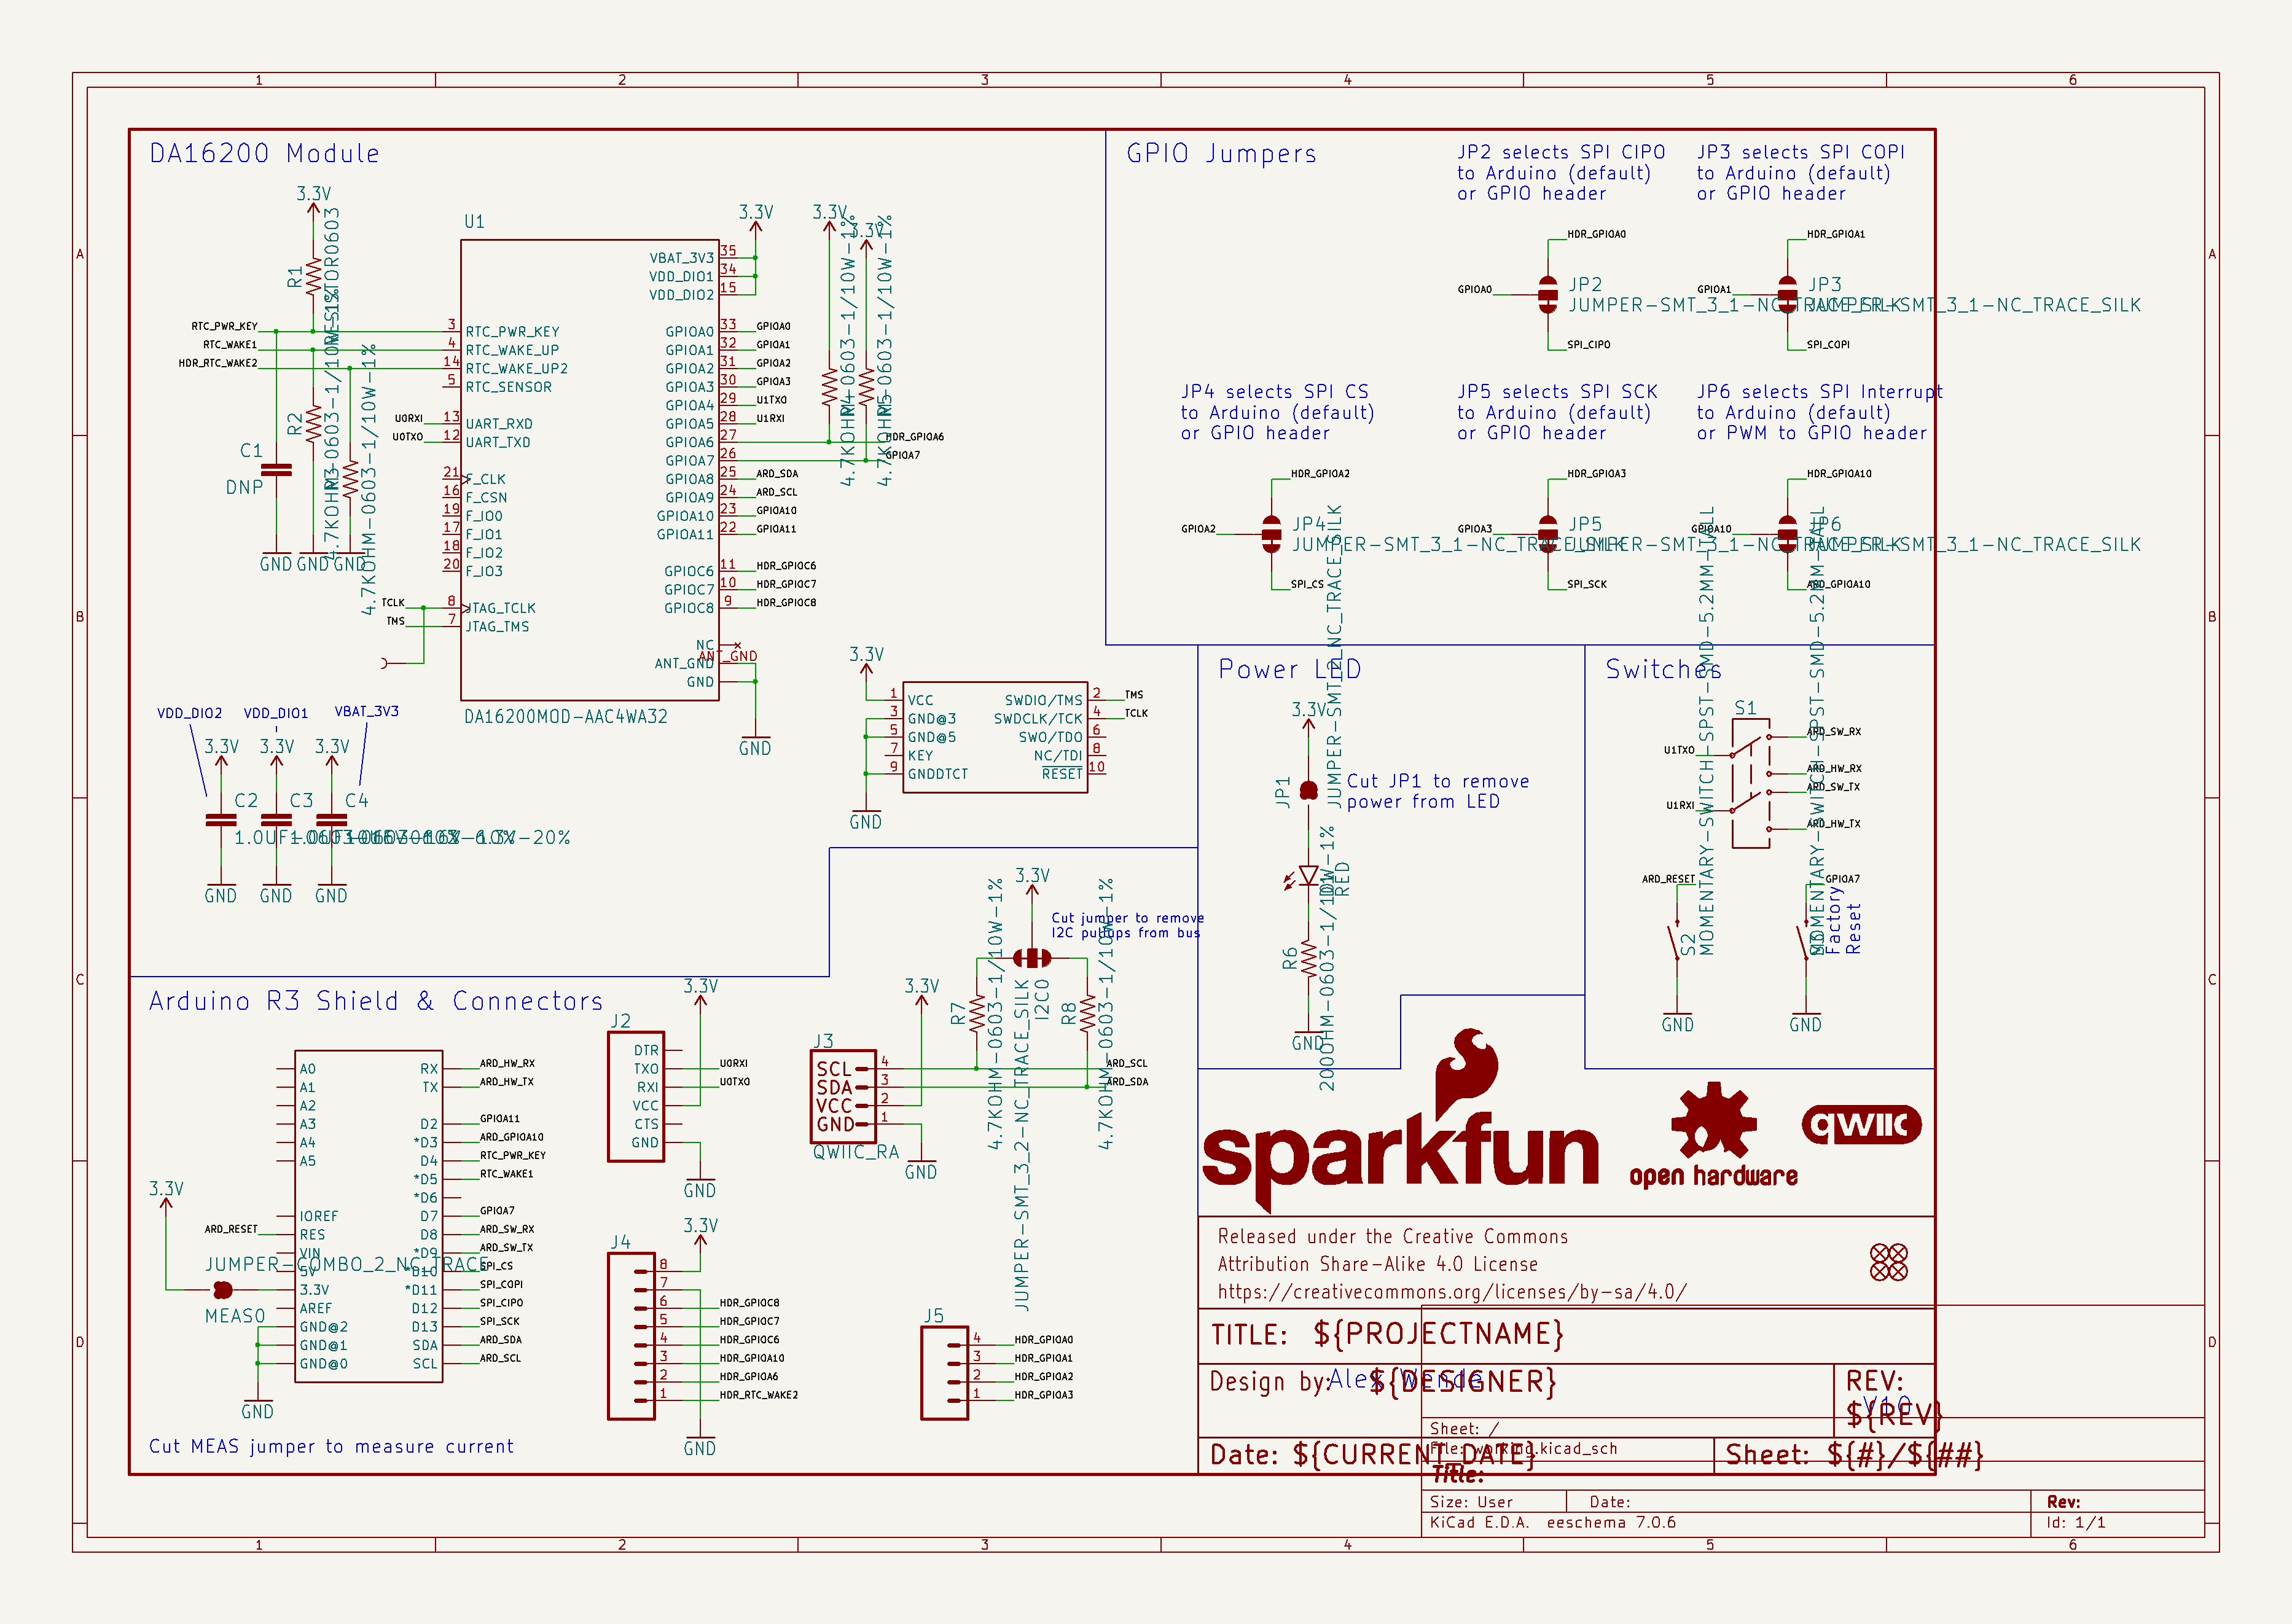 1 2 3 4 5 6
A
B
C
D
DA16200 Module
3.3V
R1
RESISTOR0603
RTC_PWR_KEY
RTC_WAKE1
HDR_RTC_WAKE2
R2
4.7KOHM-0603-1/10W-1%
R3
4.7KOHM-0603-1/10W-1%
C1
DNP
GND GND GND
U0RXI
U0TXO
TCLK
TMS
U1
3 RTC_PWR_KEY
4 RTC_WAKE_UP
14 RTC_WAKE_UP2
5 RTC_SENSOR
13 UART_RXD
12 UART_TXD
21 F_CLK
16 F_CSN
19 F_IO0
17 F_IO1
18 F_IO2
20 F_IO3
8 JTAG_TCLK
7 JTAG_TMS
VBAT_3V3 35
VDD_DIO1 34
VDD_DIO2 15
GPIOA0 33 GPIOA0
GPIOA1 32 GPIOA1
GPIOA2 31 GPIOA2
GPIOA3 30 GPIOA3
GPIOA4 29 U1TXO
GPIOA5 28 U1RXI
GPIOA6 27 HDR_GPIOA6
GPIOA7 26 GPIOA7
GPIOA8 25 ARD_SDA
GPIOA9 24 ARD_SCL
GPIOA10 23 GPIOA10
GPIOA11 22 GPIOA11
GPIOC6 11 HDR_GPIOC6
GPIOC7 10 HDR_GPIOC7
GPIOC8 9 HDR_GPIOC8
NC
ANT_GND ANT_GND
GND
DA16200MOD-AAC4WA32
3.3V
GND
3.3V
R4
4.7KOHM-0603-1/10W-1%
3.3V
R5
4.7KOHM-0603-1/10W-1%
VDD_DIO2 VDD_DIO1 VBAT_3V3
3.3V 3.3V 3.3V
C2 C3 C4
1.0UF-0603-16V-10%
GND GND GND
3.3V
1 VCC
3 GND@3
5 GND@5
7 KEY
9 GNDDTCT
SWDIO/TMS 2 TMS
SWDCLK/TCK 4 TCLK
SWO/TDO 6
NC/TDI 8
RESET 10
GND
GPIO Jumpers
JP2 selects SPI CIPO
to Arduino (default)
or GPIO header
HDR_GPIOA0
GPIOA0
JP2
JUMPER-SMT_3_1-NC_TRACE_SILK
SPI_CIPO
JP3 selects SPI COPI
to Arduino (default)
or GPIO header
HDR_GPIOA1
GPIOA1
JP3
JUMPER-SMT_3_1-NC_TRACE_SILK
SPI_COPI
JP4 selects SPI CS
to Arduino (default)
or GPIO header
HDR_GPIOA2
GPIOA2
JP4
JUMPER-SMT_3_1-NC_TRACE_SILK
SPI_CS
JP5 selects SPI SCK
to Arduino (default)
or GPIO header
HDR_GPIOA3
GPIOA3
JP5
JUMPER-SMT_3_1-NC_TRACE_SILK
SPI_SCK
JP6 selects SPI Interrupt
to Arduino (default)
or PWM to GPIO header
HDR_GPIOA10
GPIOA10
JP6
JUMPER-SMT_3_1-NC_TRACE_SILK
ARD_GPIOA10
Power LED
3.3V
JP1
JUMPER-SMT_2_NC_TRACE_SILK
Cut JP1 to remove
power from LED
D1
RED
R6
200OHM-0603-1/10W-1%
GND
Switches
S1
U1TXO
U1RXI
ARD_SW_RX
ARD_HW_RX
ARD_SW_TX
ARD_HW_TX
ARD_RESET
S2
MOMENTARY-SWITCH-SPST-SMD-5.2MM-TALL
GND
GPIOA7
S3
MOMENTARY-SWITCH-SPST-SMD-5.2MM-TALL
Factory
Reset
GND
Arduino R3 Shield & Connectors
A0
A1
A2
A3
A4
A5
IOREF
ARD_RESET RES
VIN
5V
3.3V
AREF
GND@2
GND@1
GND@0
RX ARD_HW_RX
TX ARD_HW_TX
D2 GPIOA11
*D3 ARD_GPIOA10
D4 RTC_PWR_KEY
*D5 RTC_WAKE1
*D6
D7 GPIOA7
D8 ARD_SW_RX
*D9 ARD_SW_TX
*D10 SPI_CS
*D11 SPI_COPI
D12 SPI_CIPO
D13 SPI_SCK
SDA ARD_SDA
SCL ARD_SCL
3.3V
JUMPER-COMBO_2_NC_TRACE
MEAS0
GND
Cut MEAS jumper to measure current
J2
DTR
TXO U0RXI
RXI U0TXO
VCC
CTS
GND
3.3V
GND
J4
3.3V
8
7
6 HDR_GPIOC8
5 HDR_GPIOC7
4 HDR_GPIOC6
3 HDR_GPIOA10
2 HDR_GPIOA6
1 HDR_RTC_WAKE2
GND
J3
SCL 4
SDA 3
VCC 2
GND 1
QWIIC_RA
3.3V
GND
3.3V
Cut jumper to remove
I2C pullups from bus
R7
4.7KOHM-0603-1/10W-1%
I2C0
JUMPER-SMT_3_2-NC_TRACE_SILK
R8
4.7KOHM-0603-1/10W-1%
ARD_SCL
ARD_SDA
J5
4 HDR_GPIOA0
3 HDR_GPIOA1
2 HDR_GPIOA2
1 HDR_GPIOA3
sparkfun
open hardware
qwiic
Released under the Creative Commons
Attribution Share-Alike 4.0 License
https://creativecommons.org/licenses/by-sa/4.0/
TITLE: ${PROJECTNAME}
Design by: Alex Wende ${DESIGNER}
REV:
V10
${REV}
Date: ${CURRENT_DATE}
Sheet: ${#}/${##}
Sheet: /
File: working.kicad_sch
Title:
Size: User Date: Rev:
KiCad E.D.A. eeschema 7.0.6 Id: 1/1
1 2 3 4 5 6